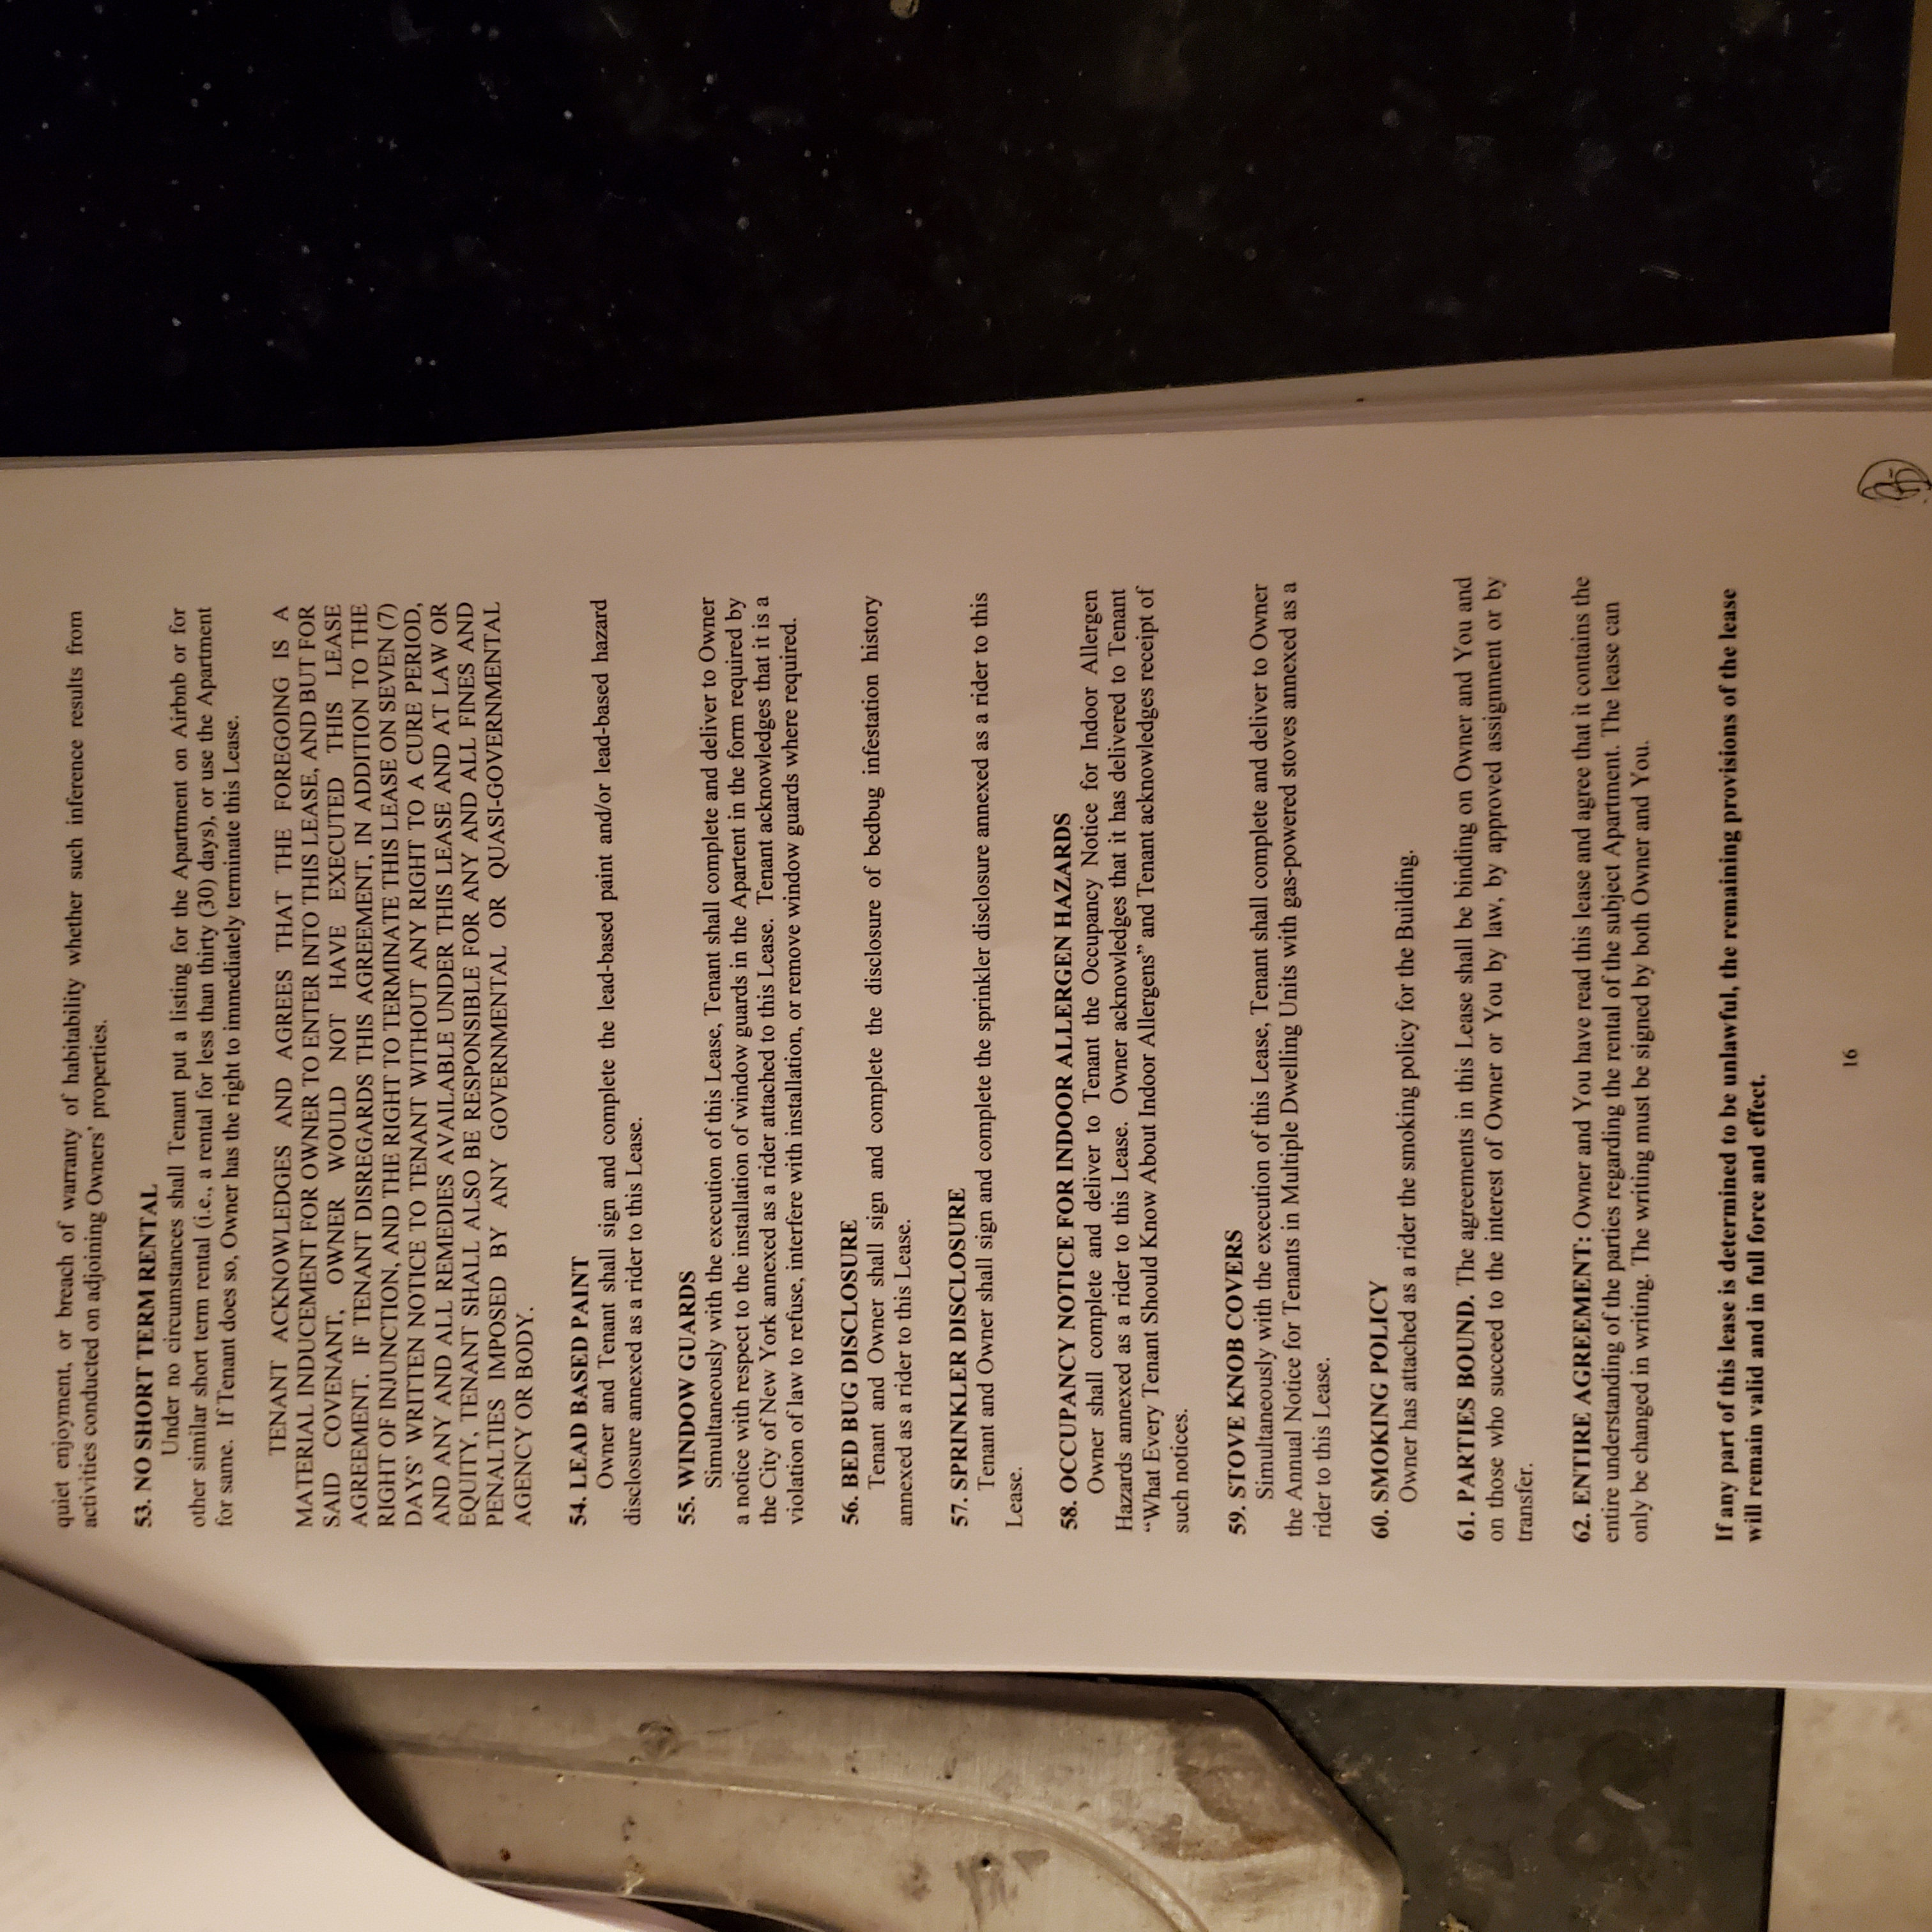 quiet enjoyment, or breach of warranty of habitability whether such inference results from
activities conducted on adjoining Owners' properties.
53. NO SHORT TERM RENTAL
Under no circumstances shall Tenant put a listing for the Apartment on Airbnb or for
other similar short term rental (i.e., a rental for less than thirty (30) days), or use the Apartment
for same. If Tenant does so, Owner has the right to immediately terminate this Lease.
TENANT ACKNOWLEDGES AND AGREES THAT THE FOREGOING IS A
MATERIAL INDUCEMENT FOR OWNER TO ENTER INTO THIS LEASE, AND BUT FOR
SAID COVENANT, OWNER WOULD NOT HAVE EXECUTED THIS LEASE
AGREEMENT. IF TENANT DISREGARDS THIS AGREEMENT, IN ADDITION TO THE
RIGHT OF INJUNCTION, AND THE RIGHT TO TERMINATE THIS LEASE ON SEVEN (7)
DAYS' WRITTEN NOTICE TO TENANT WITHOUT ANY RIGHT TO A CURE PERIOD,
AND ANY AND ALL REMEDIES AVAILABLE UNDER THIS LEASE AND AT LAW OR
EQUITY, TENANT SHALL ALSO BE RESPONSIBLE FOR ANY AND ALL FINES AND
PENALTIES IMPOSED BY ANY GOVERNMENTAL OR QUASI-GOVERNMENTAL
AGENCY OR BODY.
54. LEAD BASED PAINT
Owner and Tenant shall sign and complete the lead-based paint and/or lead-based hazard
disclosure annexed as a rider to this Lease.
55. WINDOW GUARDS
Simultaneously with the execution of this Lease, Tenant shall complete and deliver to Owner
a notice with respect to the installation of window guards in the Apartent in the form required by
the City of New York annexed as a rider attached to this Lease. Tenant acknowledges that it is a
violation of law to refuse, interfere with installation, or remove window guards where required.
56. BED BUG DISCLOSURE
Tenant and Owner shall sign and complete the disclosure of bedbug infestation history
annexed as a rider to this Lease.
57. SPRINKLER DISCLOSURE
Tenant and Owner shall sign and complete the sprinkler disclosure annexed as a rider to this
Lease.
58. OCCUPANCY NOTICE FOR INDOOR ALLERGEN HAZARDS
Owner shall complete and deliver to Tenant the Occupancy Notice for Indoor Allergen
Hazards annexed as a rider to this Lease. Owner acknowledges that it has delivered to Tenant
“What Every Tenant Should Know About Indoor Allergens” and Tenant acknowledges receipt of
such notices.
59. STOVE KNOB COVERS
Simultaneously with the execution of this Lease, Tenant shall complete and deliver to Owner
the Annual Notice for Tenants in Multiple Dwelling Units with gas-powered stoves annexed as a
rider to this Lease.
60. SMOKING POLICY
Owner has attached as a rider the smoking policy for the Building.
61. PARTIES BOUND. The agreements in this Lease shall be binding on Owner and You and
on those who succeed to the interest of Owner or You by law, by approved assignment or by
transfer.
62. ENTIRE AGREEMENT: Owner and You have read this lease and agree that it contains the
entire understanding of the parties regarding the rental of the subject Apartment. The lease can
only be changed in writing. The writing must be signed by both Owner and You.
If any part of this lease is determined to be unlawful, the remaining provisions of the lease
will remain valid and in full force and effect.
16